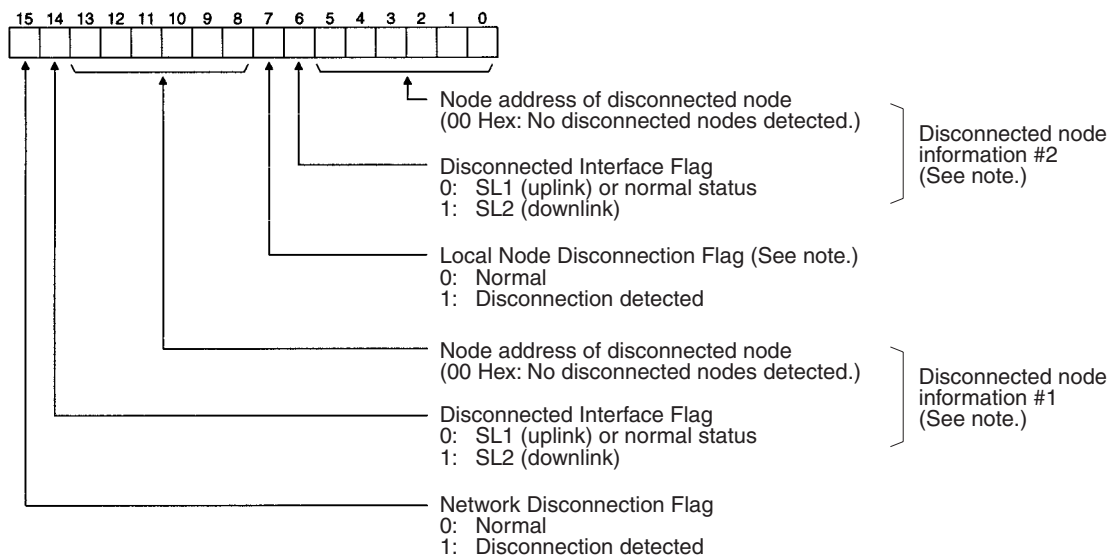 15 14 13 12 11 10 9 8 7 6 5 4 3 2 1 0
Node address of disconnected node
(00 Hex: No disconnected nodes detected.)
Disconnected Interface Flag
0: SL1 (uplink) or normal status
1: SL2 (downlink)
Disconnected node
information #2
(See note.)
Local Node Disconnection Flag (See note.)
0: Normal
1: Disconnection detected
Node address of disconnected node
(00 Hex: No disconnected nodes detected.)
Disconnected Interface Flag
0: SL1 (uplink) or normal status
1: SL2 (downlink)
Disconnected node
information #1
(See note.)
Network Disconnection Flag
0: Normal
1: Disconnection detected